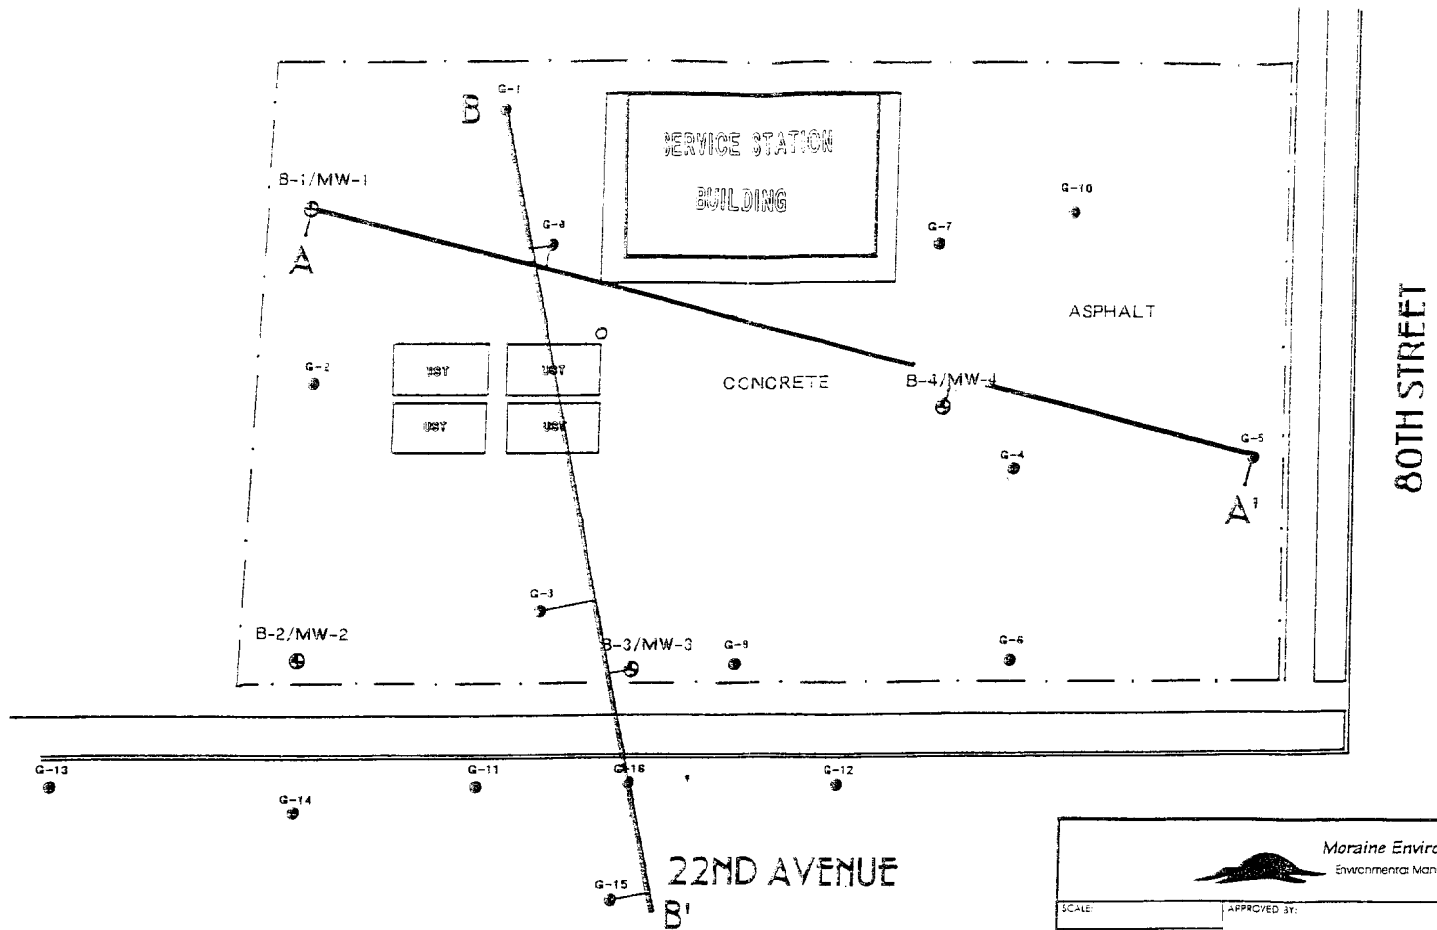 G-1
B
SERVICE STATION
BUILDING
B-1/MW-1
G-10
G-8
G-7
A
ASPHALT
80TH STREET
G-2
UST
UST
CONCRETE
B-4/MW-4
UST
UST
G-5
G-4
A'
G-3
B-2/MW-2
B-3/MW-3
G-9
G-6
G-13
G-11
G-16
G-12
G-14
22ND AVENUE
G-15
B'
Moraine Enviro
Environmental Man
SCALE:
APPROVED BY: